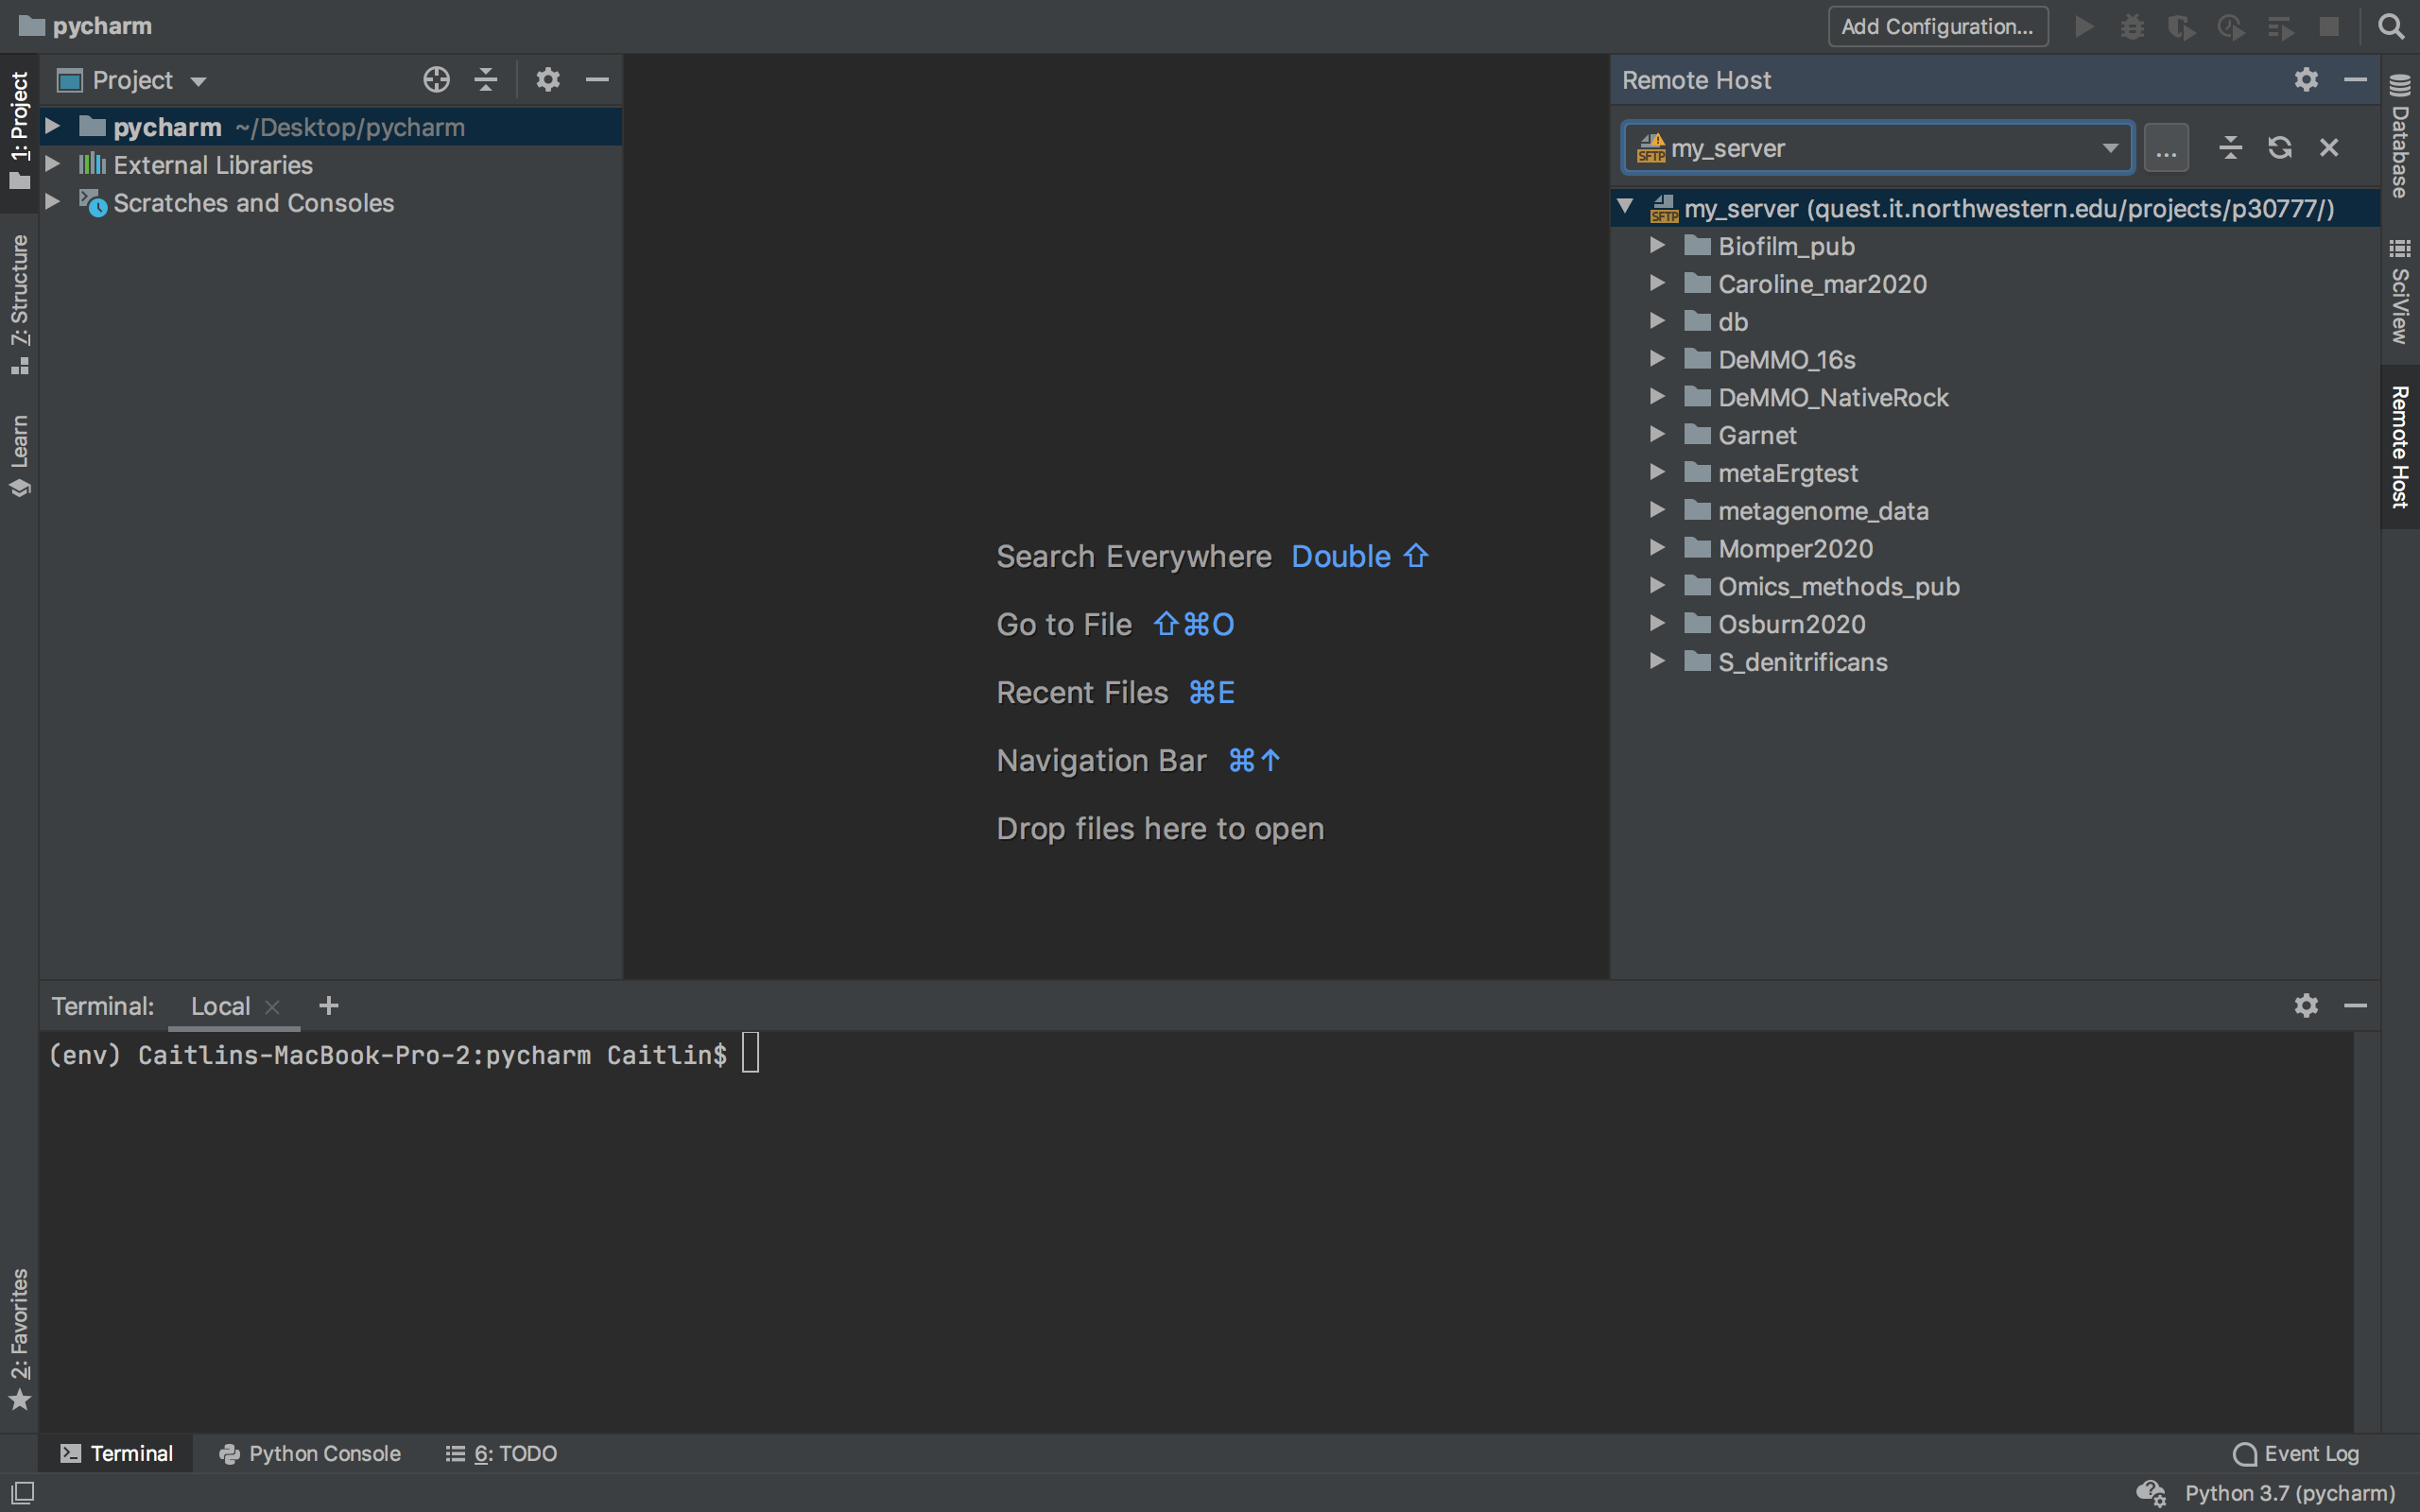 pycharm
Add Configuration...
1: Project
7: Structure
Learn
2: Favorites
Project
pycharm ~/Desktop/pycharm
External Libraries
Scratches and Consoles
Search Everywhere Double ⇧
Go to File ⇧⌘O
Recent Files ⌘E
Navigation Bar ⌘↑
Drop files here to open
Remote Host
SFTP my_server ...
SFTP my_server (quest.it.northwestern.edu/projects/p30777/)
Biofilm_pub
Caroline_mar2020
db
DeMMO_16s
DeMMO_NativeRock
Garnet
metaErgtest
metagenome_data
Momper2020
Omics_methods_pub
Osburn2020
S_denitrificans
Database
SciView
Remote Host
Terminal: Local
(env) Caitlins-MacBook-Pro-2:pycharm Caitlin$
Terminal Python Console 6: TODO Event Log
Python 3.7 (pycharm)